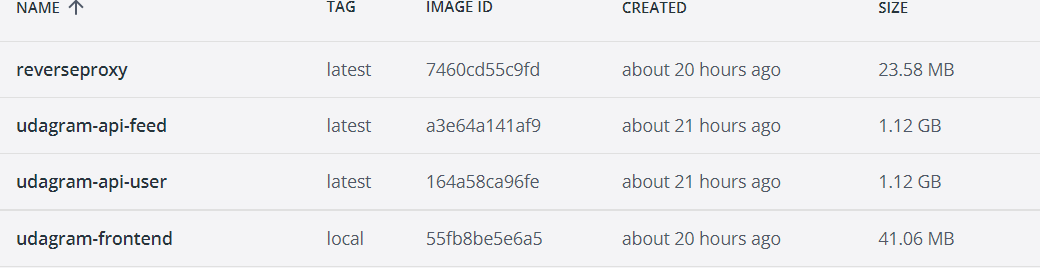 NAME ↑ TAG IMAGE ID CREATED SIZE
reverseproxy latest 7460cd55c9fd about 20 hours ago 23.58 MB
udagram-api-feed latest a3e64a141af9 about 21 hours ago 1.12 GB
udagram-api-user latest 164a58ca96fe about 21 hours ago 1.12 GB
udagram-frontend local 55fb8be5e6a5 about 20 hours ago 41.06 MB